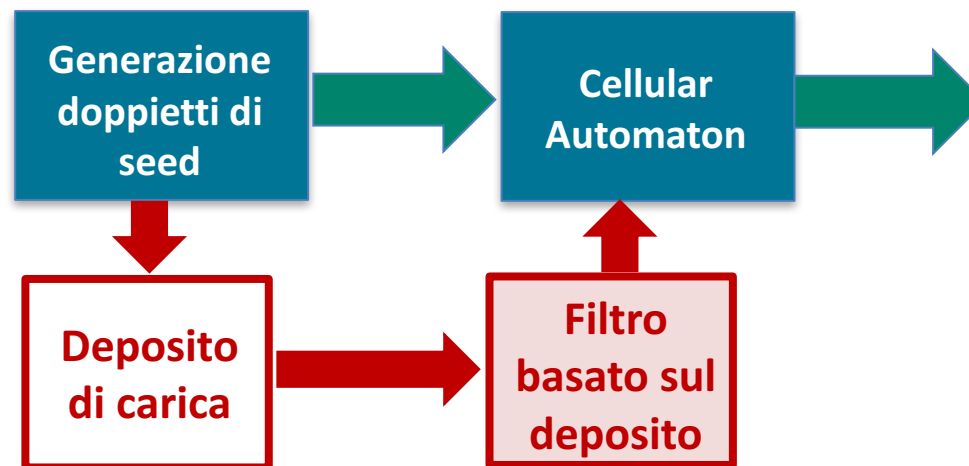 Generazione
doppietti di
seed
Cellular
Automaton
Deposito
di carica
Filtro
basato sul
deposito